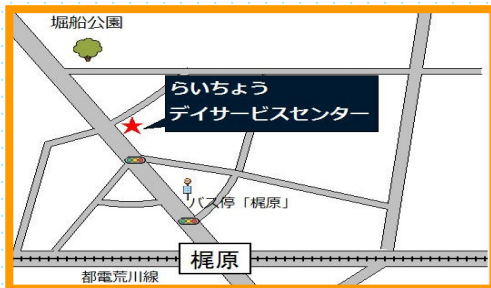 堀船公園
らいちょう
デイサービスセンター
バス停「梶原」
梶原
都電荒川線